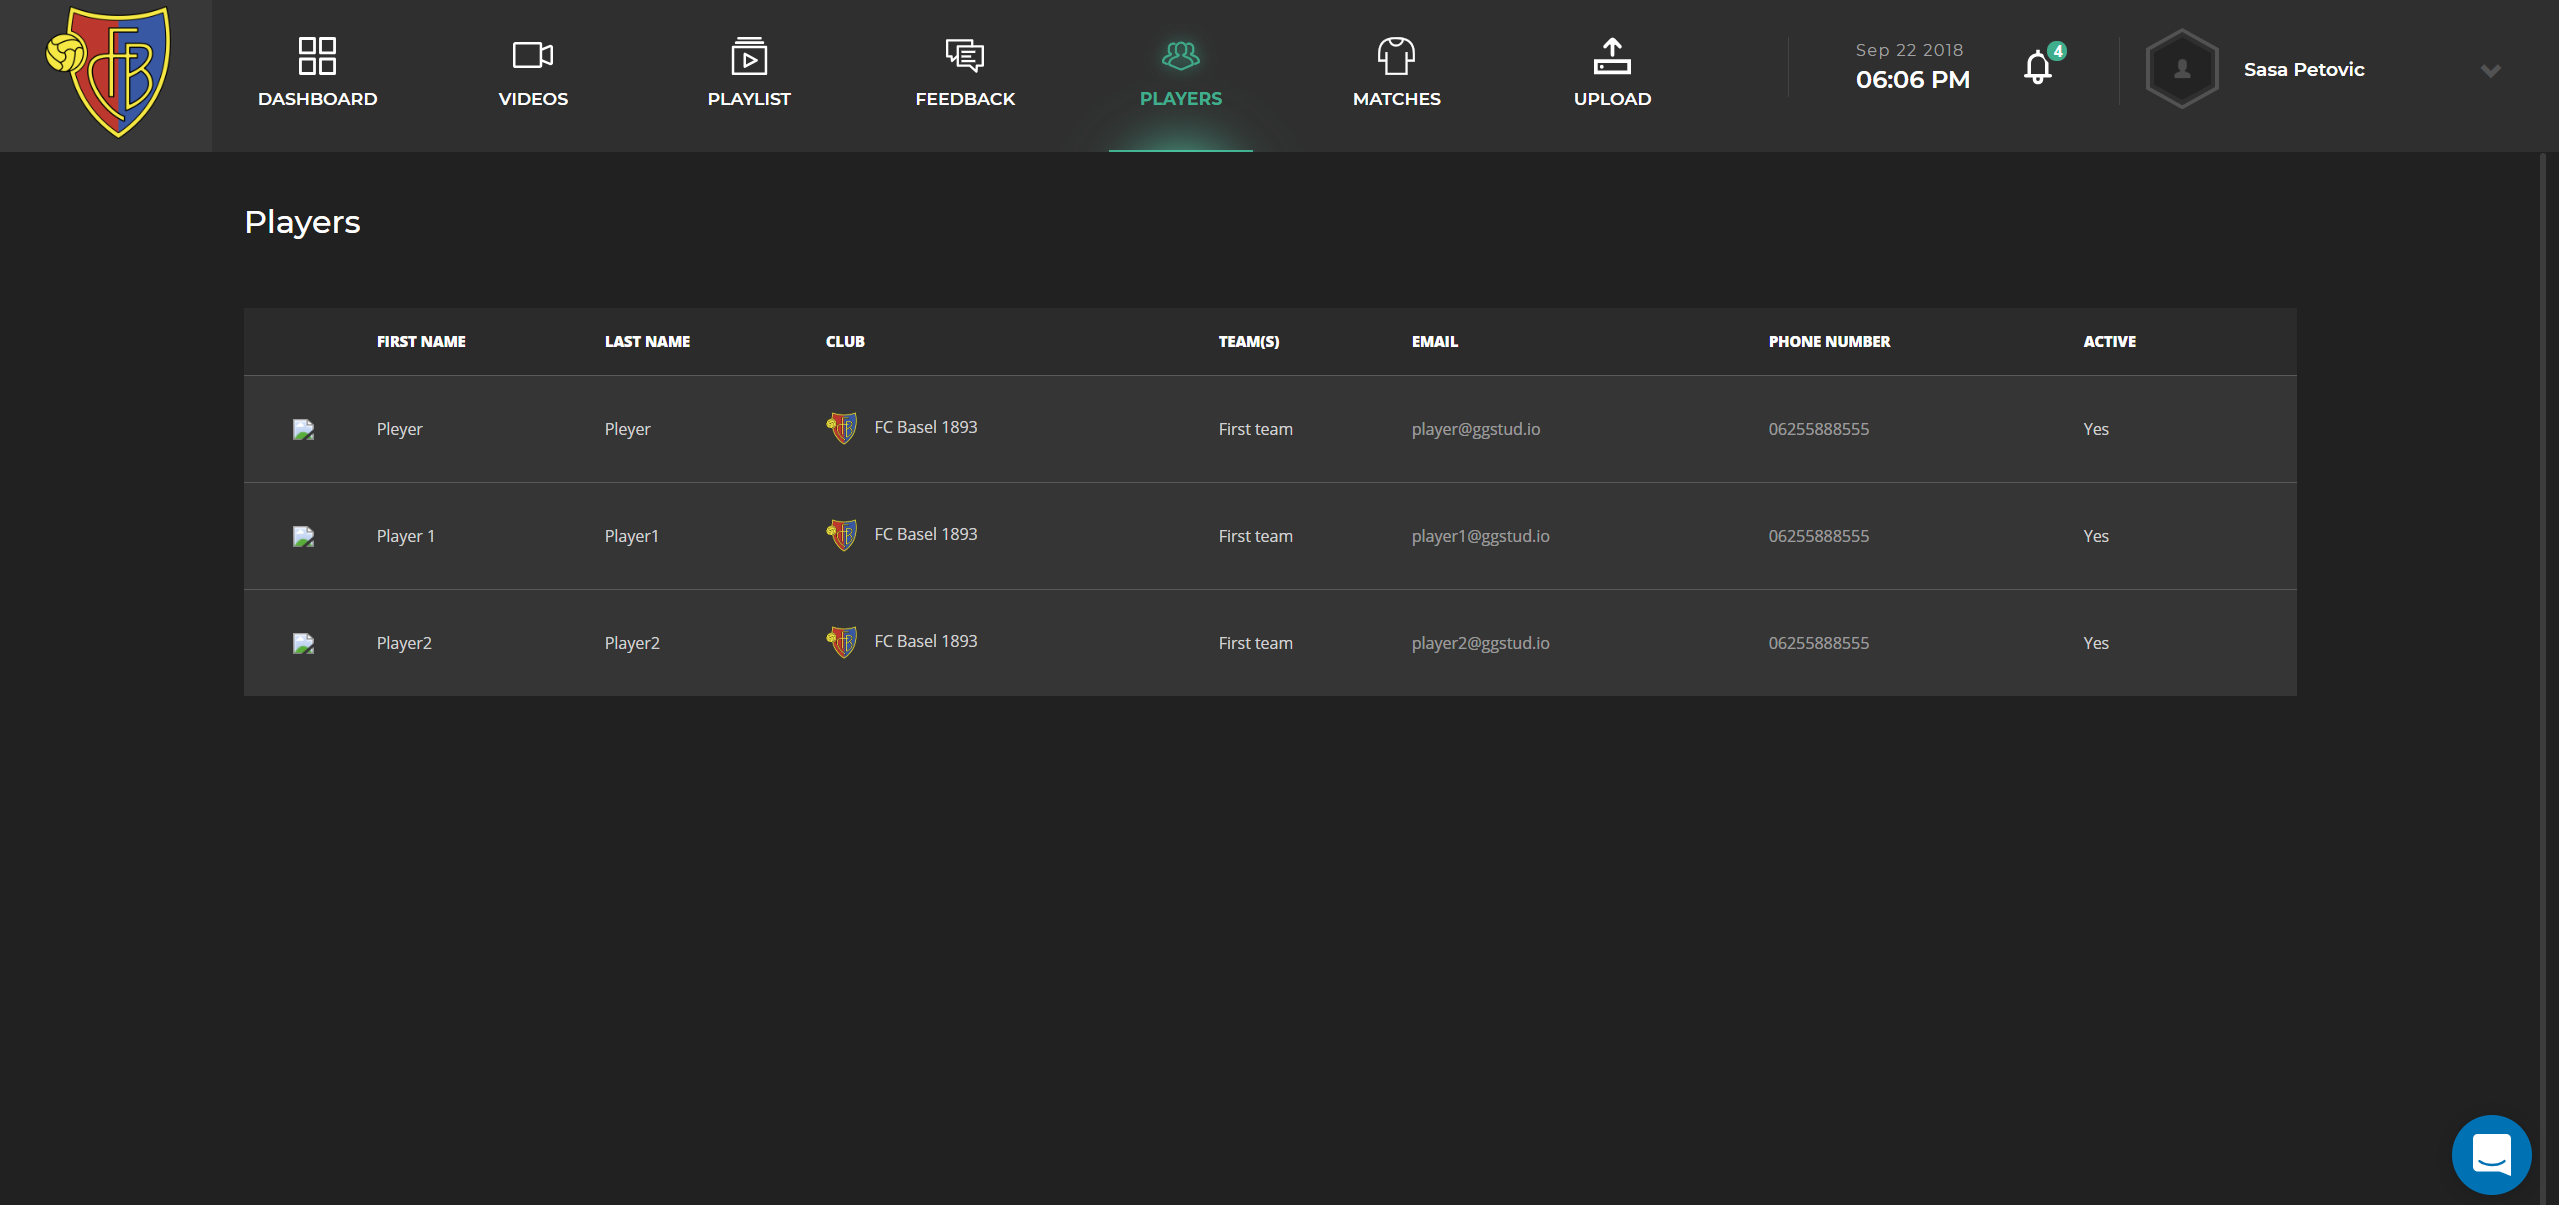 DASHBOARD VIDEOS PLAYLIST FEEDBACK PLAYERS MATCHES UPLOAD
Sep 22 2018
06:06 PM
4
Sasa Petovic
Players
FIRST NAME LAST NAME CLUB TEAM(S) EMAIL PHONE NUMBER ACTIVE
Pleyer Pleyer FC Basel 1893 First team player@ggstud.io 06255888555 Yes
Player 1 Player1 FC Basel 1893 First team player1@ggstud.io 06255888555 Yes
Player2 Player2 FC Basel 1893 First team player2@ggstud.io 06255888555 Yes